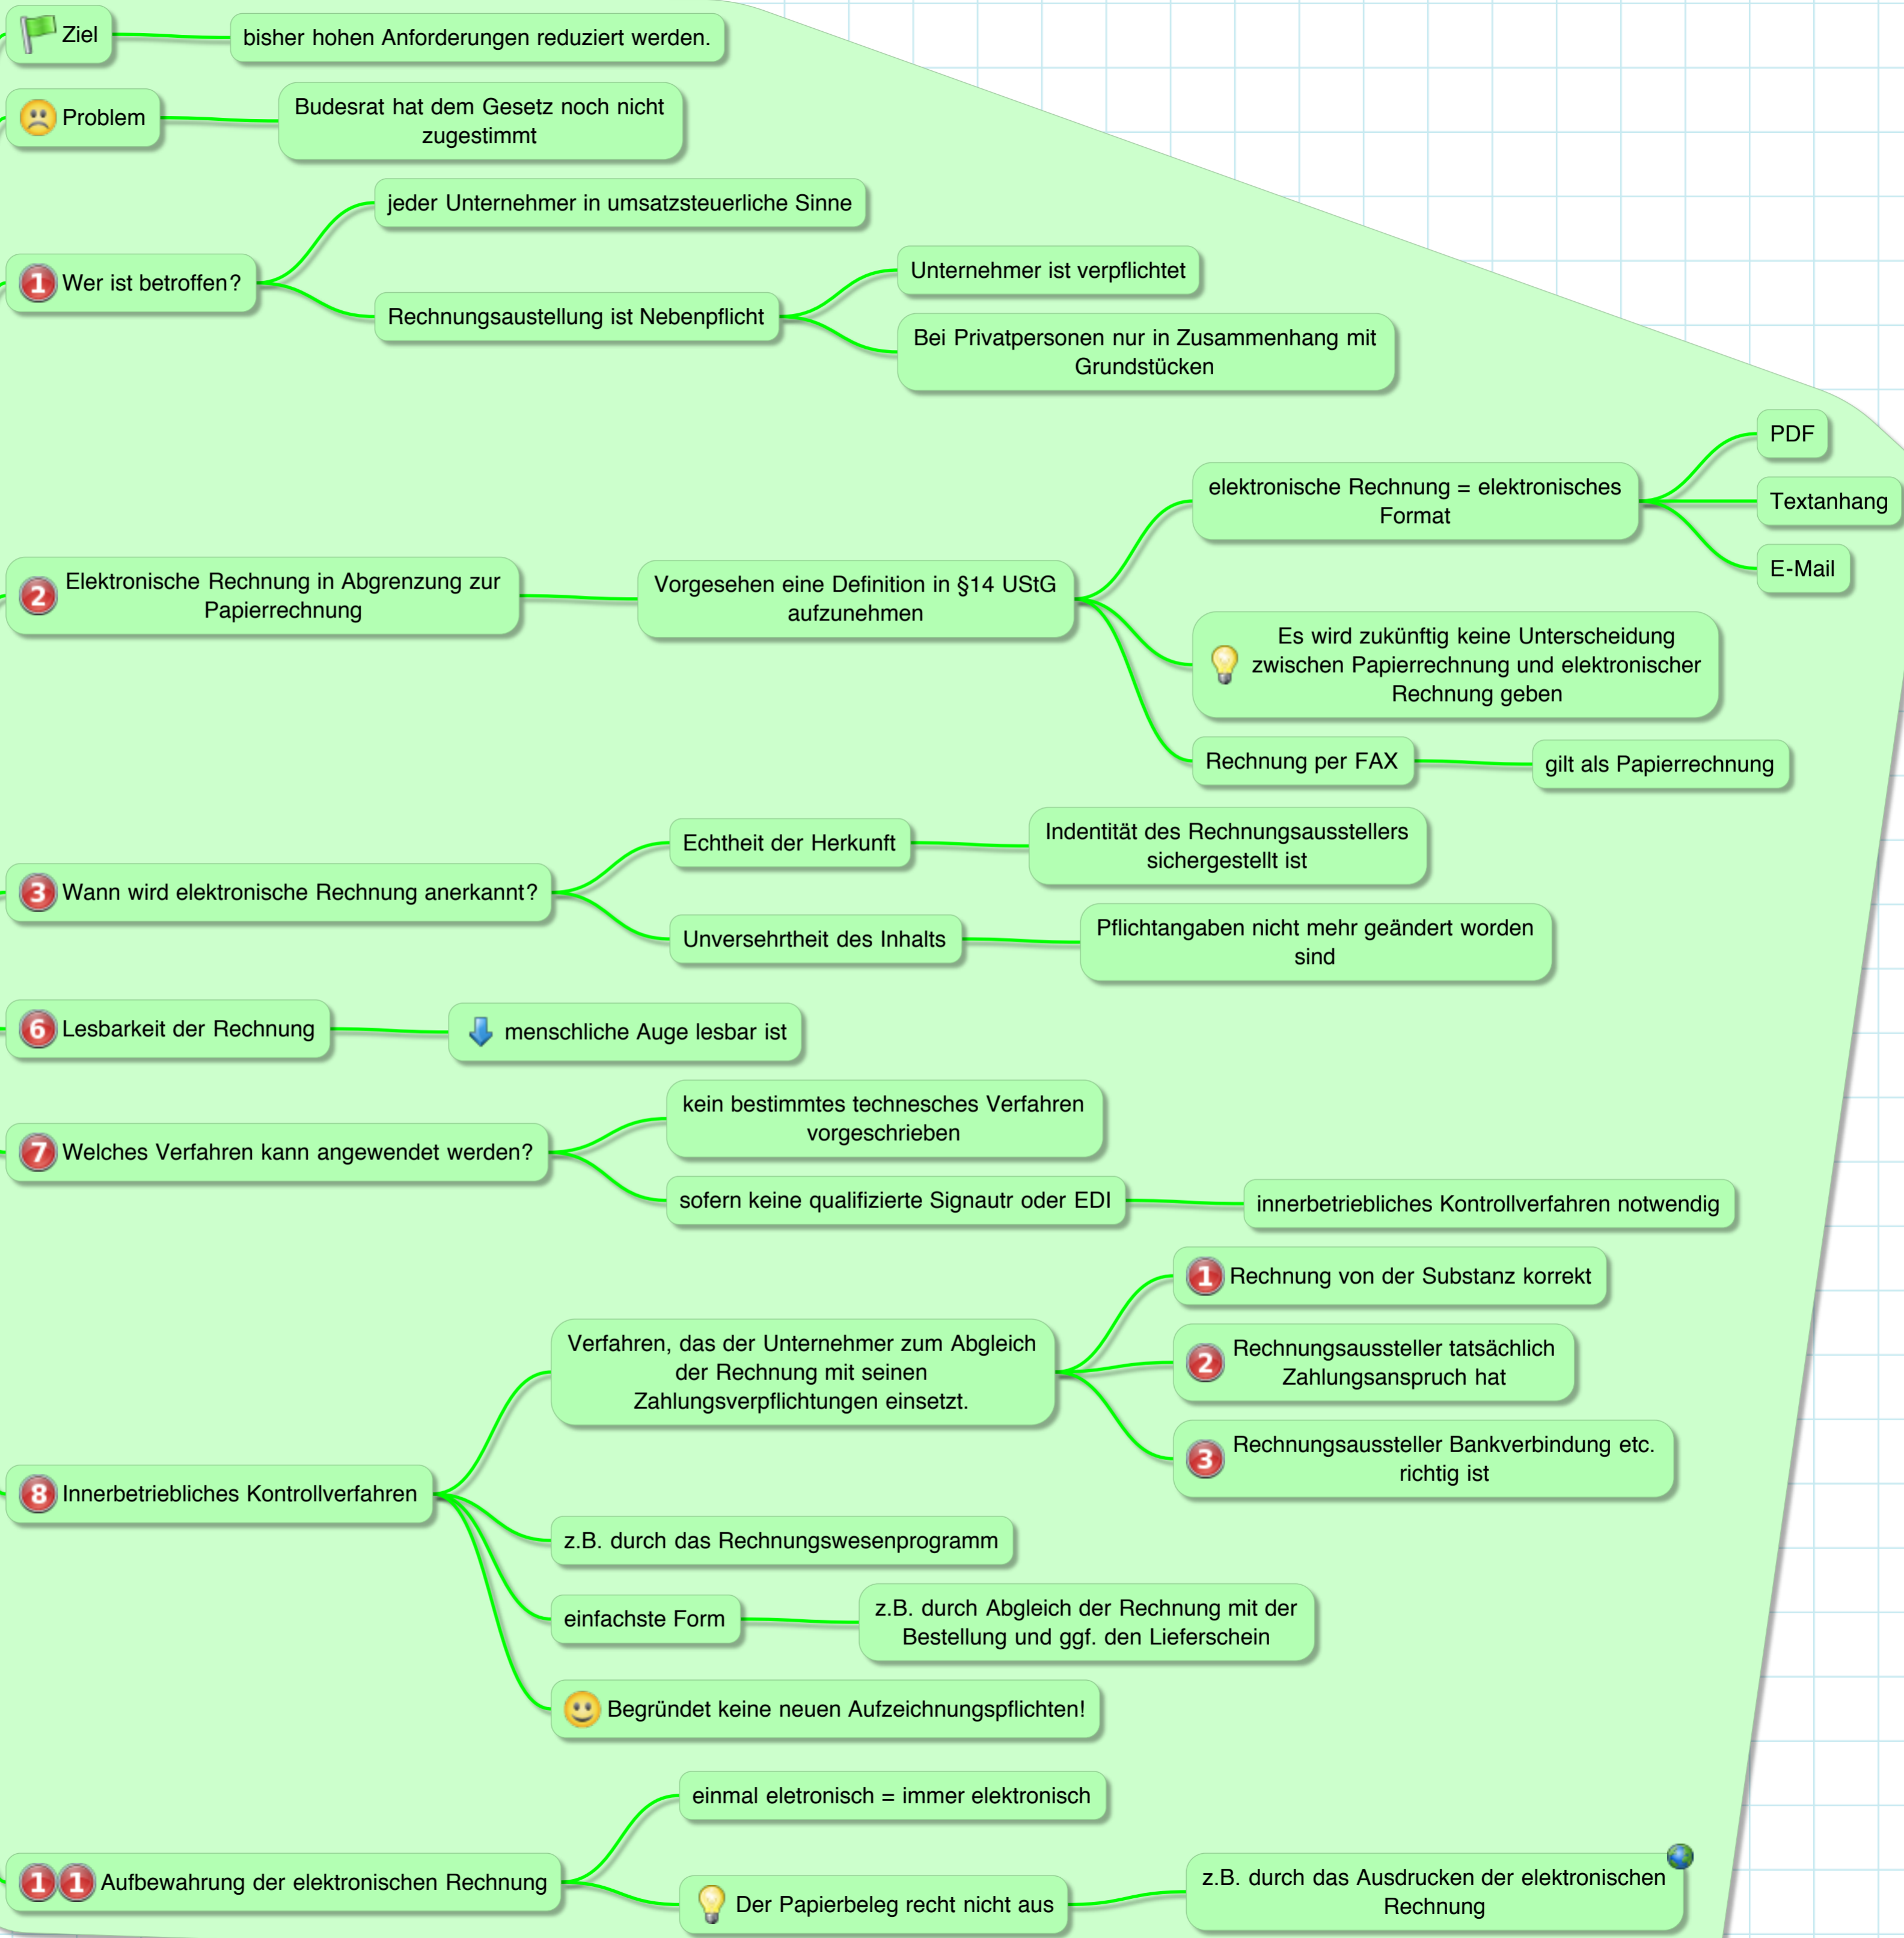 Ziel
bisher hohen Anforderungen reduziert werden.
Problem
Budesrat hat dem Gesetz noch nicht
zugestimmt
1 Wer ist betroffen?
jeder Unternehmer in umsatzsteuerliche Sinne
Rechnungsaustellung ist Nebenpflicht
Unternehmer ist verpflichtet
Bei Privatpersonen nur in Zusammenhang mit
Grundstücken
2 Elektronische Rechnung in Abgrenzung zur
Papierrechnung
Vorgesehen eine Definition in §14 UStG
aufzunehmen
elektronische Rechnung = elektronisches
Format
PDF
Textanhang
E-Mail
Es wird zukünftig keine Unterscheidung
zwischen Papierrechnung und elektronischer
Rechnung geben
Rechnung per FAX
gilt als Papierrechnung
3 Wann wird elektronische Rechnung anerkannt?
Echtheit der Herkunft
Indentität des Rechnungsausstellers
sichergestellt ist
Unversehrtheit des Inhalts
Pflichtangaben nicht mehr geändert worden
sind
6 Lesbarkeit der Rechnung
menschliche Auge lesbar ist
7 Welches Verfahren kann angewendet werden?
kein bestimmtes technesches Verfahren
vorgeschrieben
sofern keine qualifizierte Signautr oder EDI
innerbetriebliches Kontrollverfahren notwendig
8 Innerbetriebliches Kontrollverfahren
Verfahren, das der Unternehmer zum Abgleich
der Rechnung mit seinen
Zahlungsverpflichtungen einsetzt.
1 Rechnung von der Substanz korrekt
2 Rechnungsaussteller tatsächlich
Zahlungsanspruch hat
3 Rechnungsaussteller Bankverbindung etc.
richtig ist
z.B. durch das Rechnungswesenprogramm
einfachste Form
z.B. durch Abgleich der Rechnung mit der
Bestellung und ggf. den Lieferschein
Begründet keine neuen Aufzeichnungspflichten!
1 1 Aufbewahrung der elektronischen Rechnung
einmal eletronisch = immer elektronisch
Der Papierbeleg recht nicht aus
z.B. durch das Ausdrucken der elektronischen
Rechnung